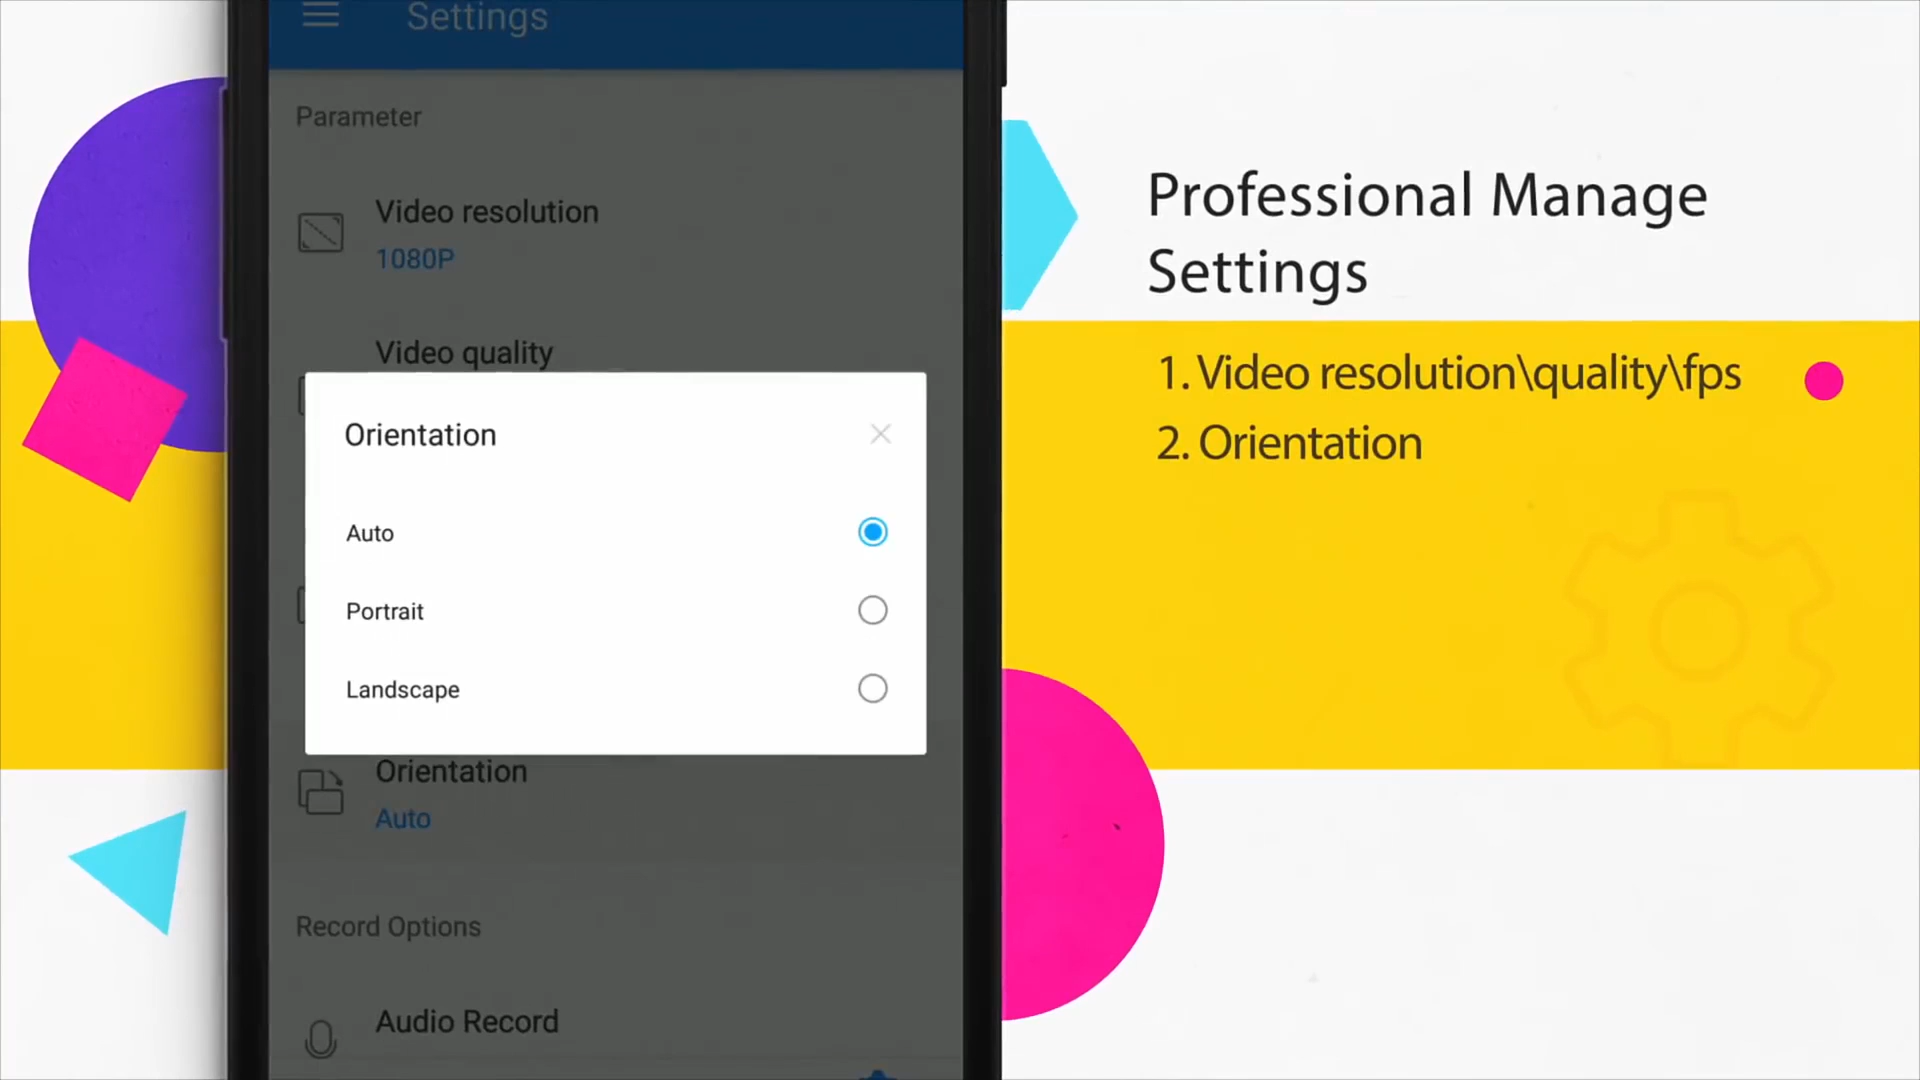 Settings
Parameter
Video resolution
1080P
Video quality
Orientation
Auto
Portrait
Landscape
Orientation
Auto
Record Options
Audio Record
Professional Manage
Settings
1. Video resolution\quality\fps
2. Orientation